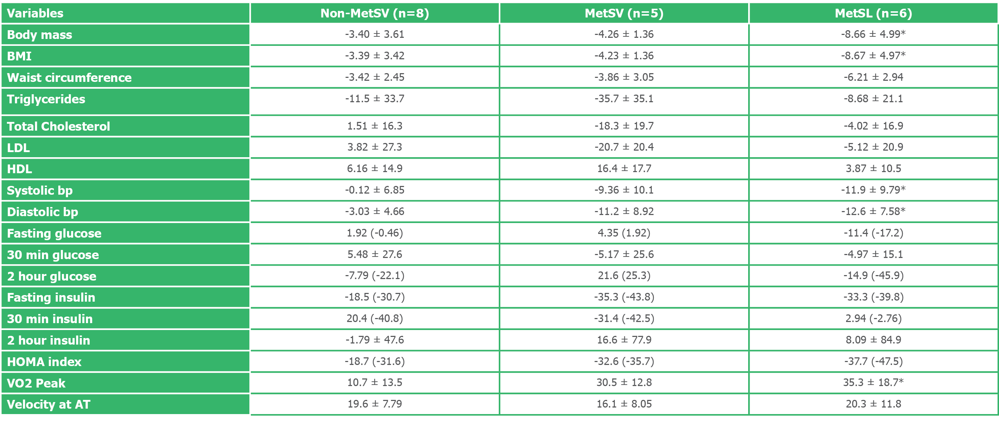 Variables Non-MetSV (n=8) MetSV (n=5) MetSL (n=6)
Body mass -3.40 ± 3.61 -4.26 ± 1.36 -8.66 ± 4.99*
BMI -3.39 ± 3.42 -4.23 ± 1.36 -8.67 ± 4.97*
Waist circumference -3.42 ± 2.45 -3.86 ± 3.05 -6.21 ± 2.94
Triglycerides -11.5 ± 33.7 -35.7 ± 35.1 -8.68 ± 21.1
Total Cholesterol 1.51 ± 16.3 -18.3 ± 19.7 -4.02 ± 16.9
LDL 3.82 ± 27.3 -20.7 ± 20.4 -5.12 ± 20.9
HDL 6.16 ± 14.9 16.4 ± 17.7 3.87 ± 10.5
Systolic bp -0.12 ± 6.85 -9.36 ± 10.1 -11.9 ± 9.79*
Diastolic bp -3.03 ± 4.66 -11.2 ± 8.92 -12.6 ± 7.58*
Fasting glucose 1.92 (-0.46) 4.35 (1.92) -11.4 (-17.2)
30 min glucose 5.48 ± 27.6 -5.17 ± 25.6 -4.97 ± 15.1
2 hour glucose -7.79 (-22.1) 21.6 (25.3) -14.9 (-45.9)
Fasting insulin -18.5 (-30.7) -35.3 (-43.8) -33.3 (-39.8)
30 min insulin 20.4 (-40.8) -31.4 (-42.5) 2.94 (-2.76)
2 hour insulin -1.79 ± 47.6 16.6 ± 77.9 8.09 ± 84.9
HOMA index -18.7 (-31.6) -32.6 (-35.7) -37.7 (-47.5)
VO2 Peak 10.7 ± 13.5 30.5 ± 12.8 35.3 ± 18.7*
Velocity at AT 19.6 ± 7.79 16.1 ± 8.05 20.3 ± 11.8